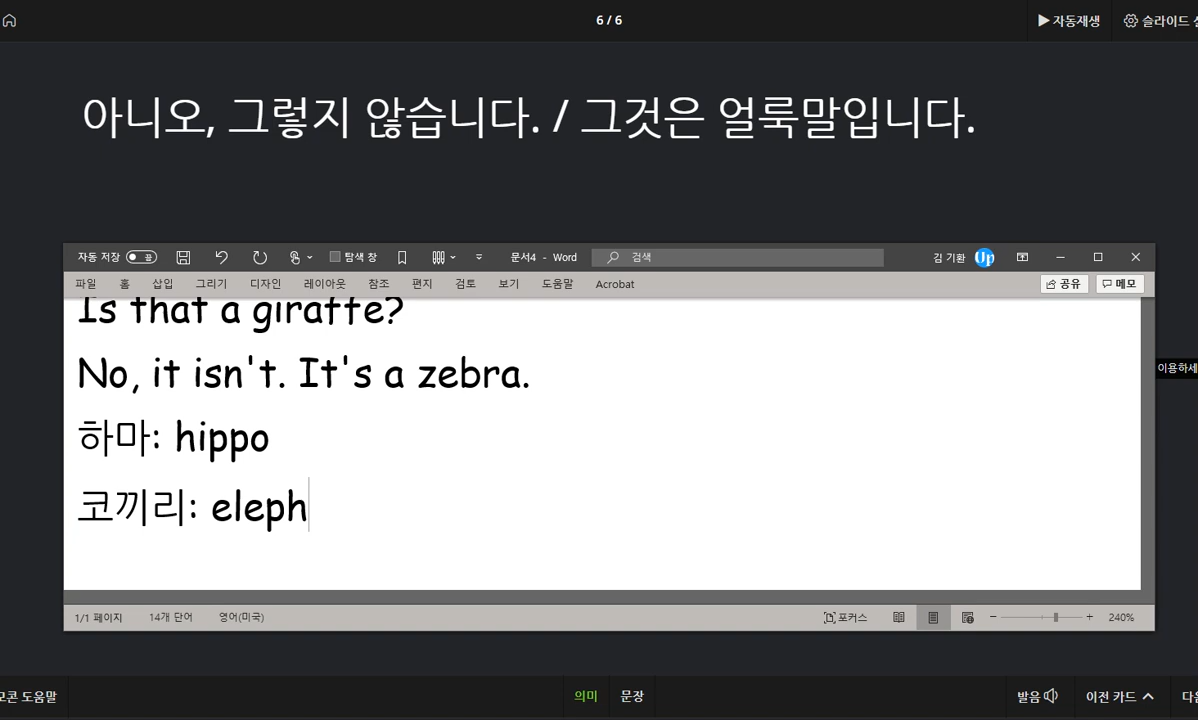 6 / 6
▶ 자동재생
슬라이드
아니오, 그렇지 않습니다. / 그것은 얼룩말입니다.
자동 저장 끔
탐색 창
문서4 - Word
검색
김 기환
Up
파일 홈 삽입 그리기 디자인 레이아웃 참조 편지 검토 보기 도움말 Acrobat
공유
메모
Is that a giraffe?
No, it isn't. It's a zebra.
이용하세
하마: hippo
코끼리: eleph
1/1 페이지 14개 단어 영어(미국)
포커스
- + 240%
도움말
의미 문장
발음
이전 카드